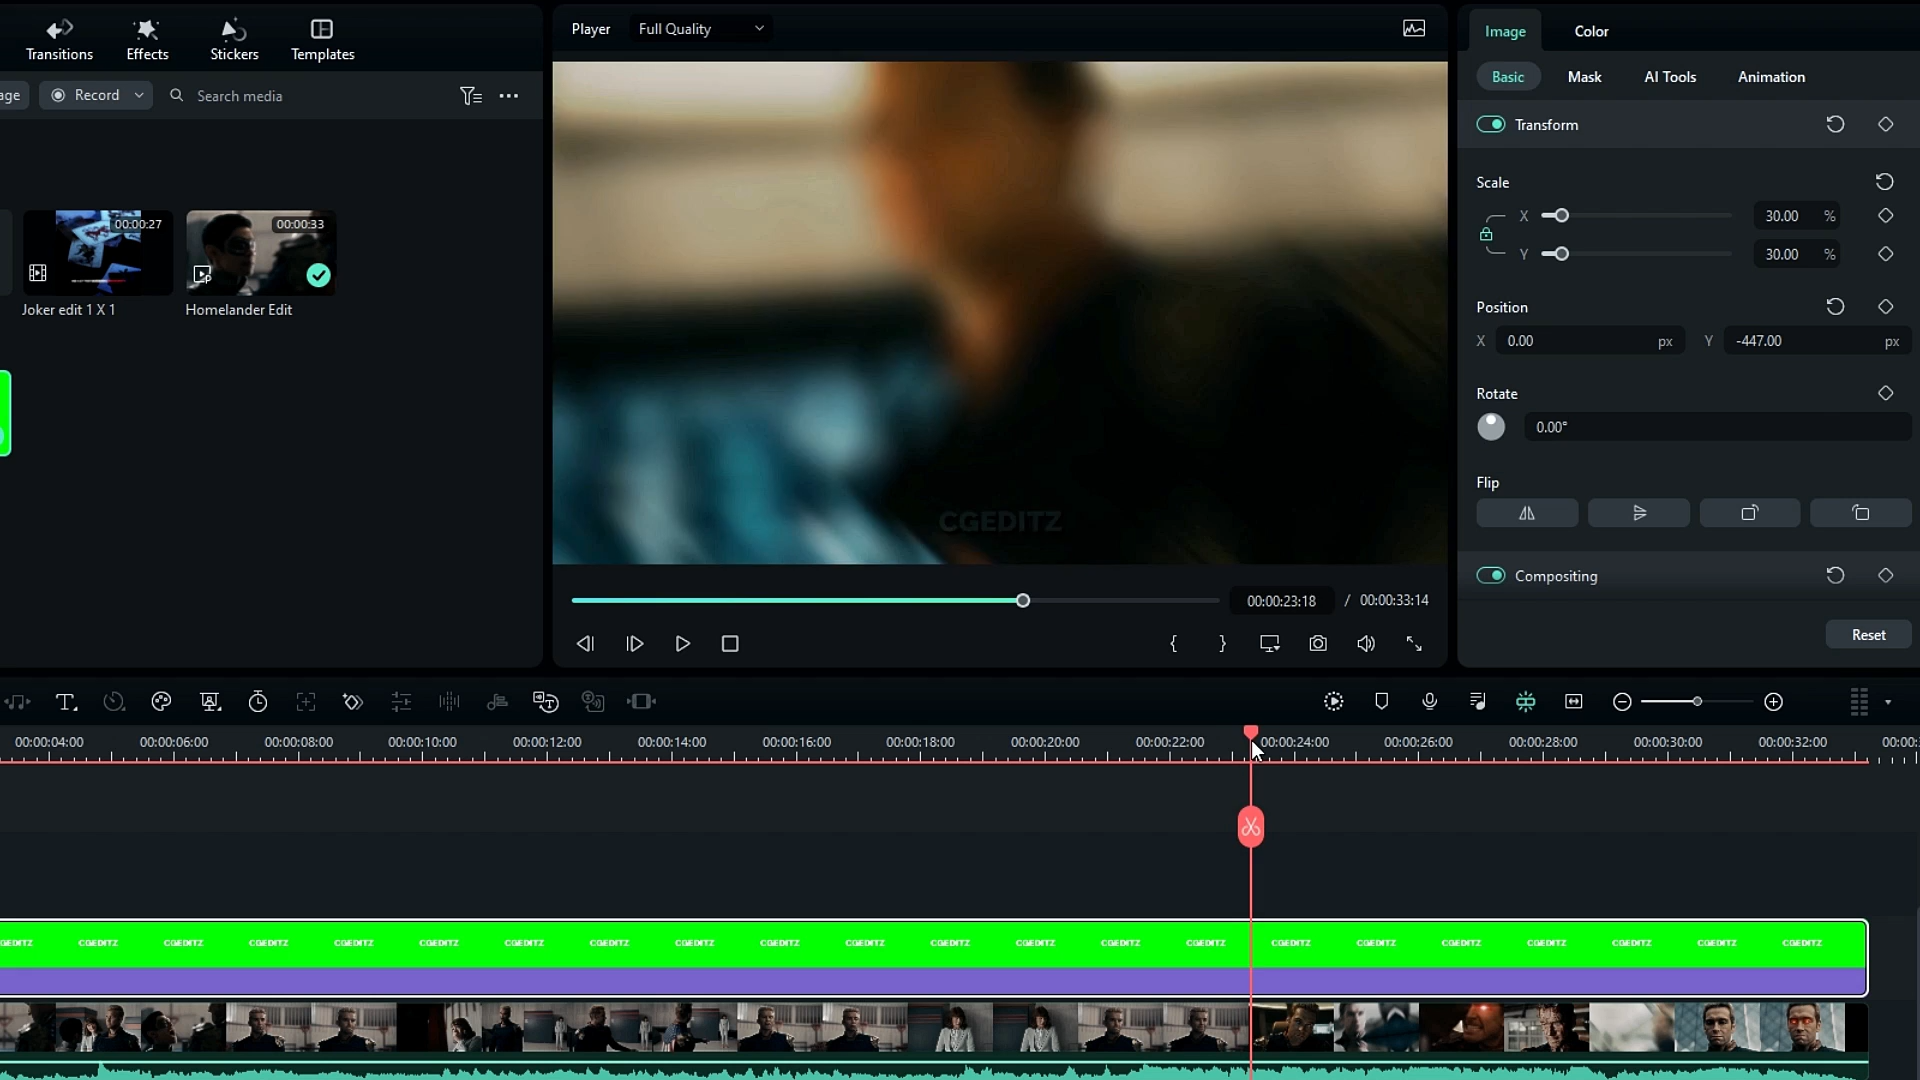 Transitions
Effects
Stickers
Templates
Player
Full Quality
Image
Color
age
Record
Search media
Basic
Mask
AI Tools
Animation
Transform
Scale
X 30.00 %
Y 30.00 %
00:00:27
00:00:33
Joker edit 1 X 1
Homelander Edit
Position
X 0.00 px Y -447.00 px
Rotate
0.00°
Flip
CGEDITZ
Compositing
00:00:23:18 / 00:00:33:14
Reset
00:00:04:00 00:00:06:00 00:00:08:00 00:00:10:00 00:00:12:00 00:00:14:00 00:00:16:00 00:00:18:00 00:00:20:00 00:00:22:00 00:00:24:00 00:00:26:00 00:00:28:00 00:00:30:00 00:00:32:00 00:00:
GEDITZ CGEDITZ CGEDITZ CGEDITZ CGEDITZ CGEDITZ CGEDITZ CGEDITZ CGEDITZ CGEDITZ CGEDITZ CGEDITZ CGEDITZ CGEDITZ CGEDITZ CGEDITZ CGEDITZ CGEDITZ CGEDITZ CGEDITZ CGEDITZ CGEDITZ